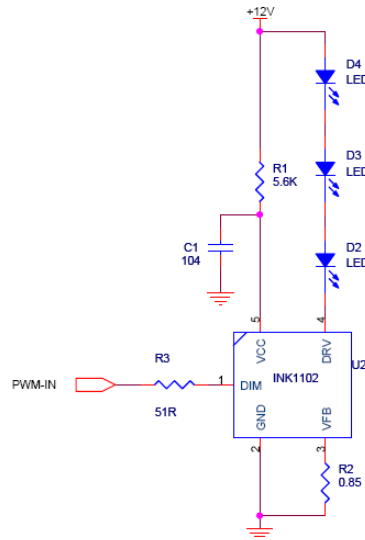 +12V
D4
LED
R1
5.6K
D3
LED
C1
104
D2
LED
5
4
VCC
DRV
U2
R3
PWM-IN
1
DIM
INK1102
51R
GND
VFB
2
3
R2
0.85